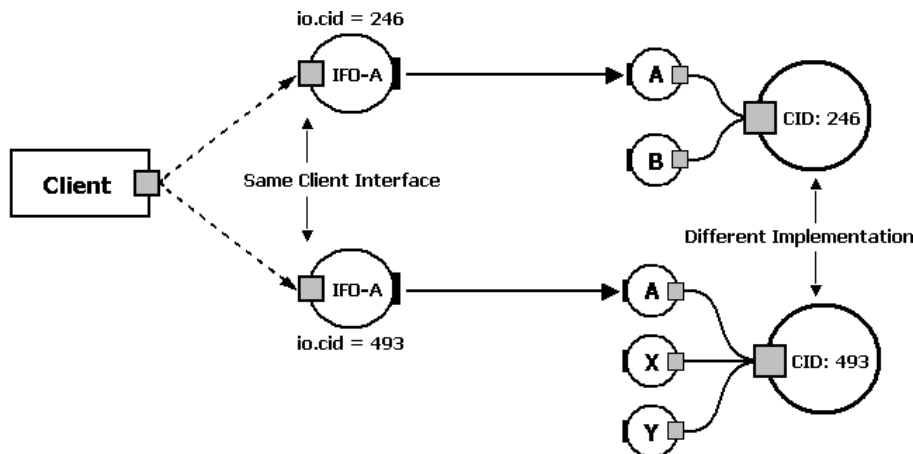 io.cid = 246
IFO-A
A
CID: 246
B
Client
Same Client Interface
Different Implementation
IFO-A
A
io.cid = 493
X
CID: 493
Y